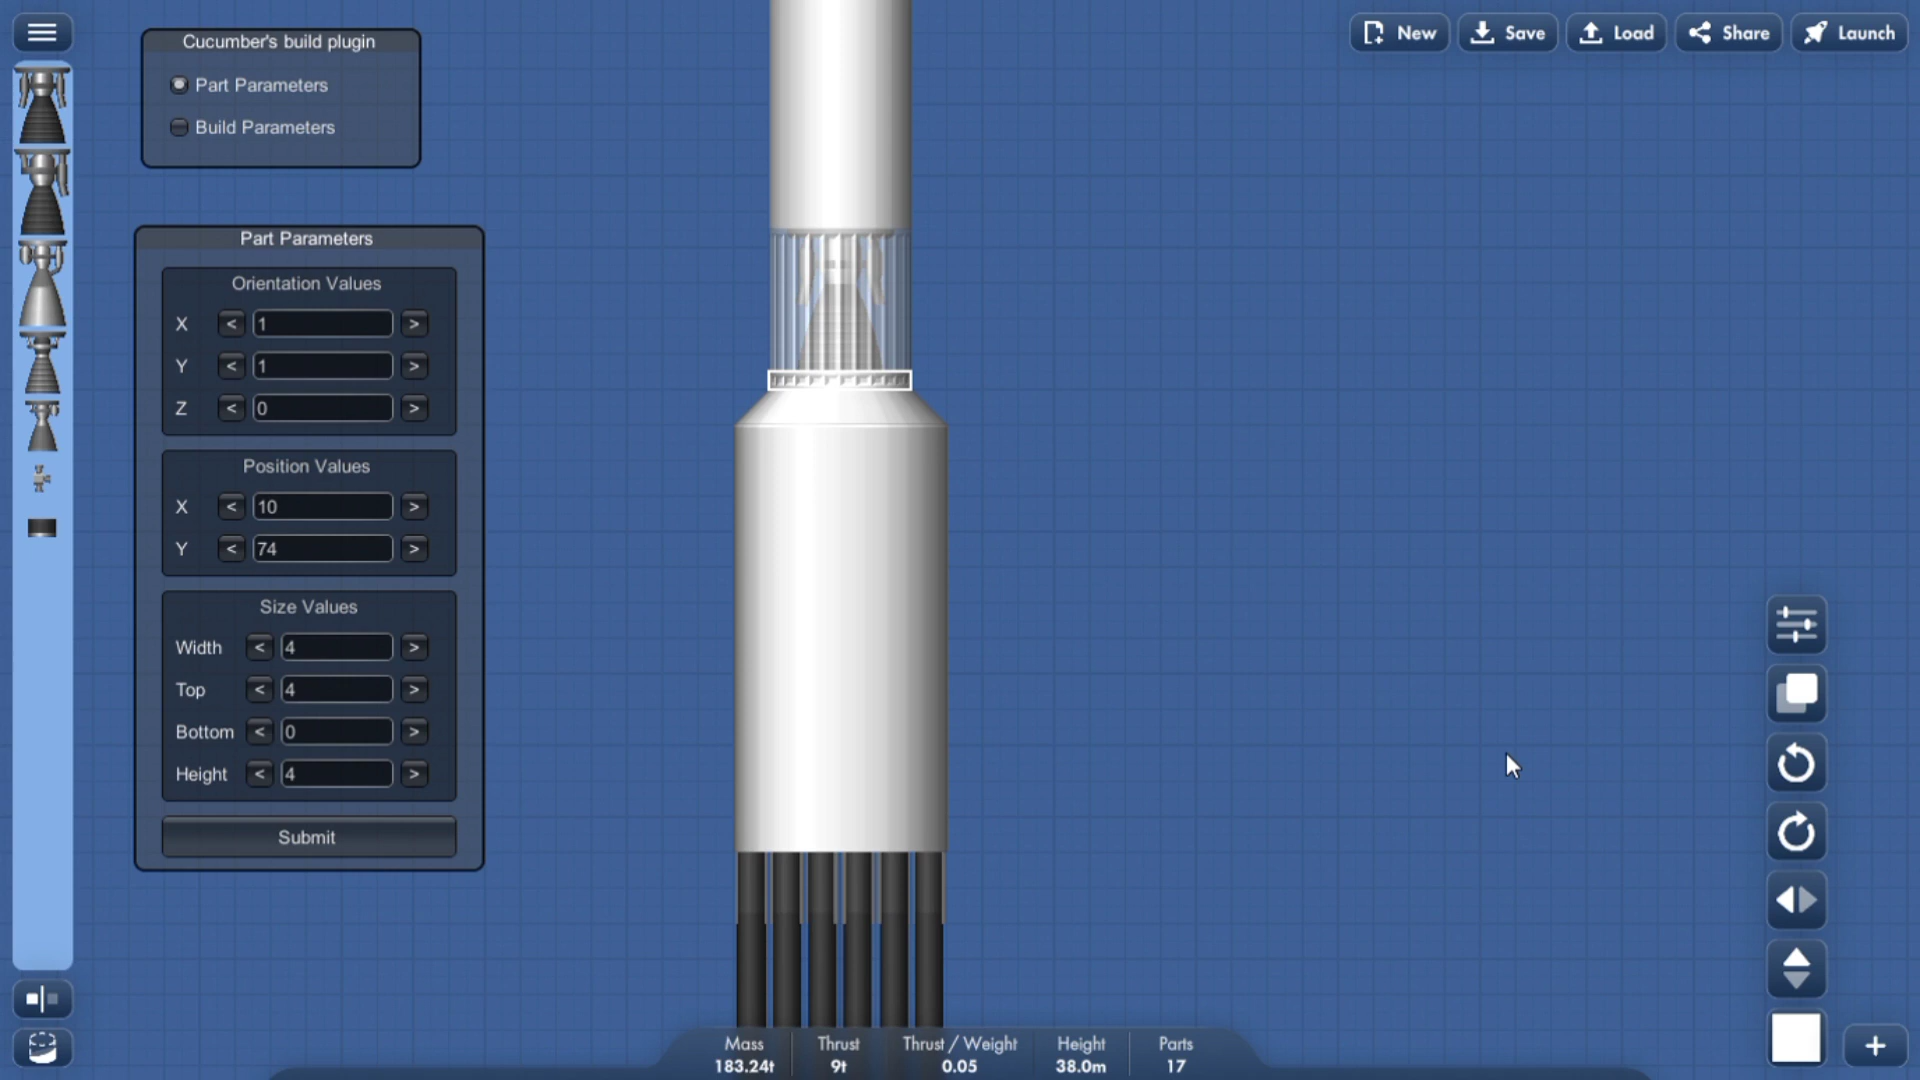 New
Save
Load
Share
Launch
Cucumber's build plugin
Part Parameters
Build Parameters
Part Parameters
Orientation Values
X < 1 >
Y < 1 >
Z < 0 >
Position Values
X < 10 >
Y < 74 >
Size Values
Width < 4 >
Top < 4 >
Bottom < 0 >
Height < 4 >
Submit
Mass Thrust Thrust / Weight Height Parts
183.24t 9t 0.05 38.0m 17